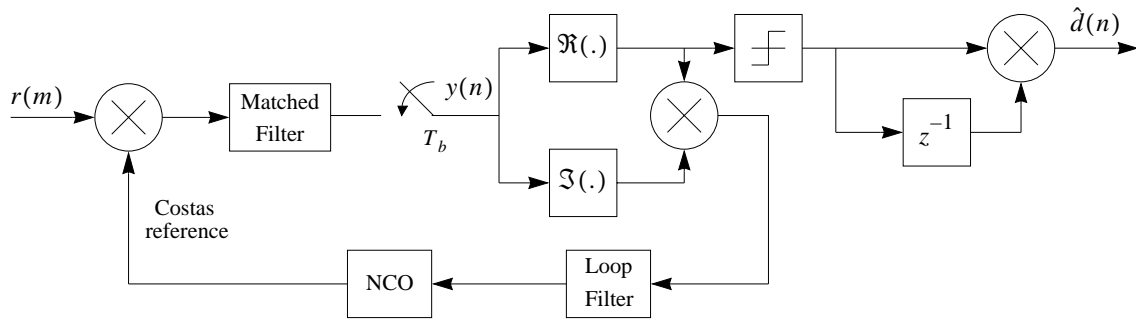 r(m)
Matched
Filter
T_b
y(n)
ℜ(.)
ℑ(.)
z^{-1}
d̂(n)
Costas
reference
NCO
Loop
Filter